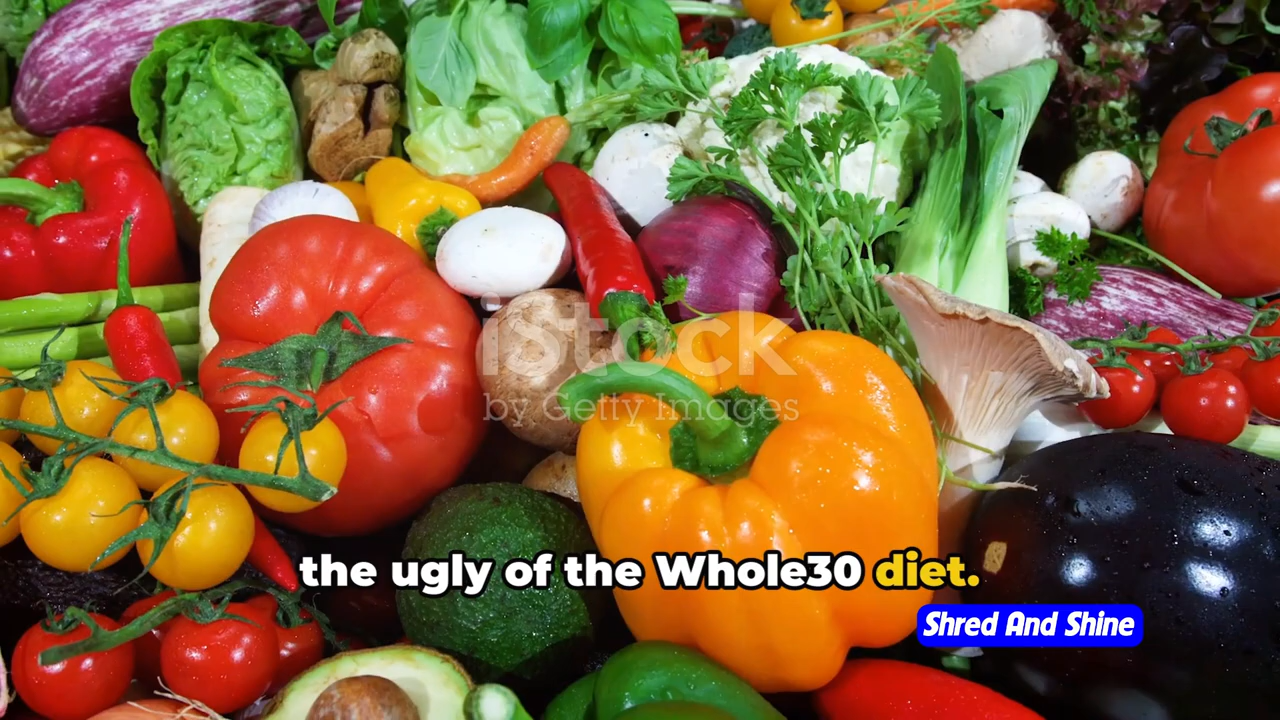 iStock
by Getty Images
the ugly of the Whole30 diet.
Shred And Shine